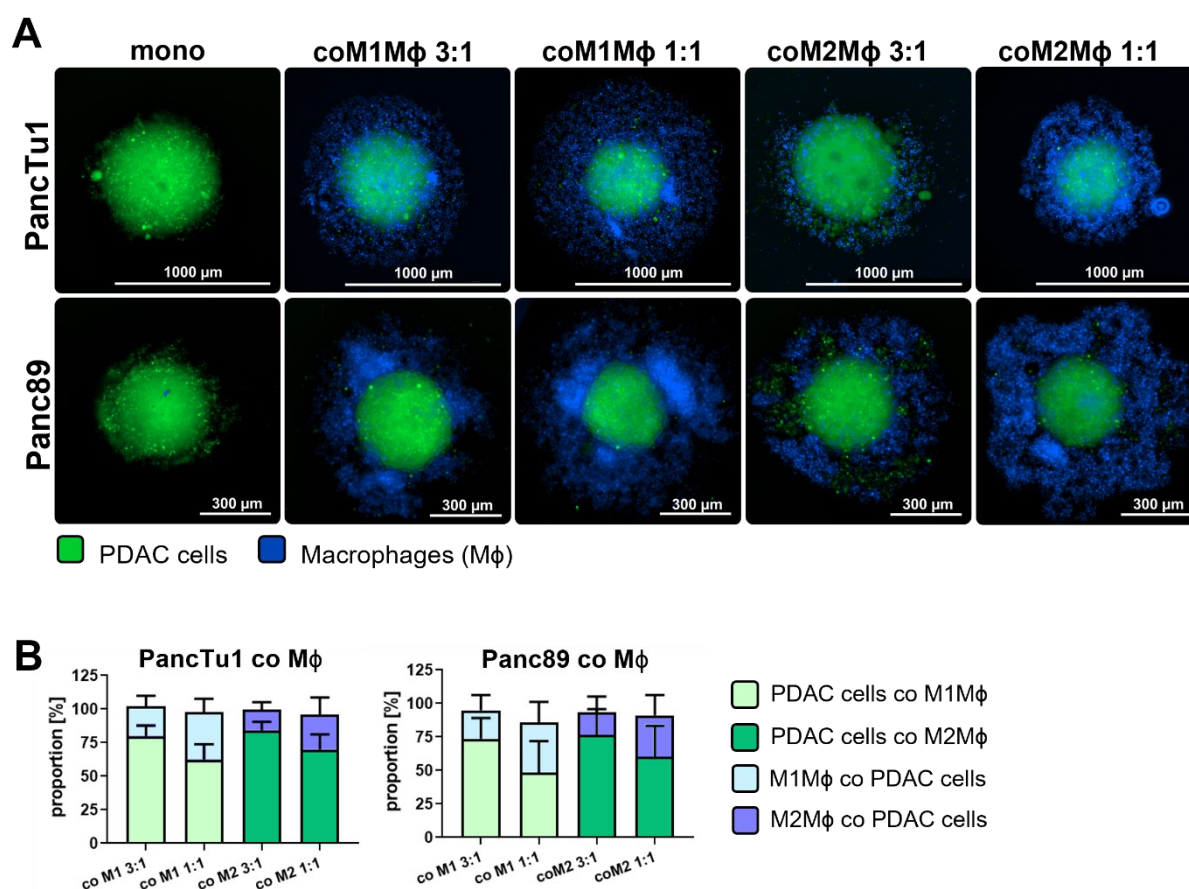 A
mono
coM1Mϕ 3:1
coM1Mϕ 1:1
coM2Mϕ 3:1
coM2Mϕ 1:1
PancTu1
1000 µm
1000 µm
1000 µm
1000 µm
1000 µm
Panc89
300 µm
300 µm
300 µm
300 µm
300 µm
PDAC cells
Macrophages (Mϕ)
B
PancTu1 co Mϕ
proportion [%]
125
100
75
50
25
0
co M1 3:1
co M1 1:1
co M2 3:1
co M2 1:1
Panc89 co Mϕ
proportion [%]
125
100
75
50
25
0
co M1 3:1
co M1 1:1
coM2 3:1
coM2 1:1
PDAC cells co M1Mϕ
PDAC cells co M2Mϕ
M1Mϕ co PDAC cells
M2Mϕ co PDAC cells